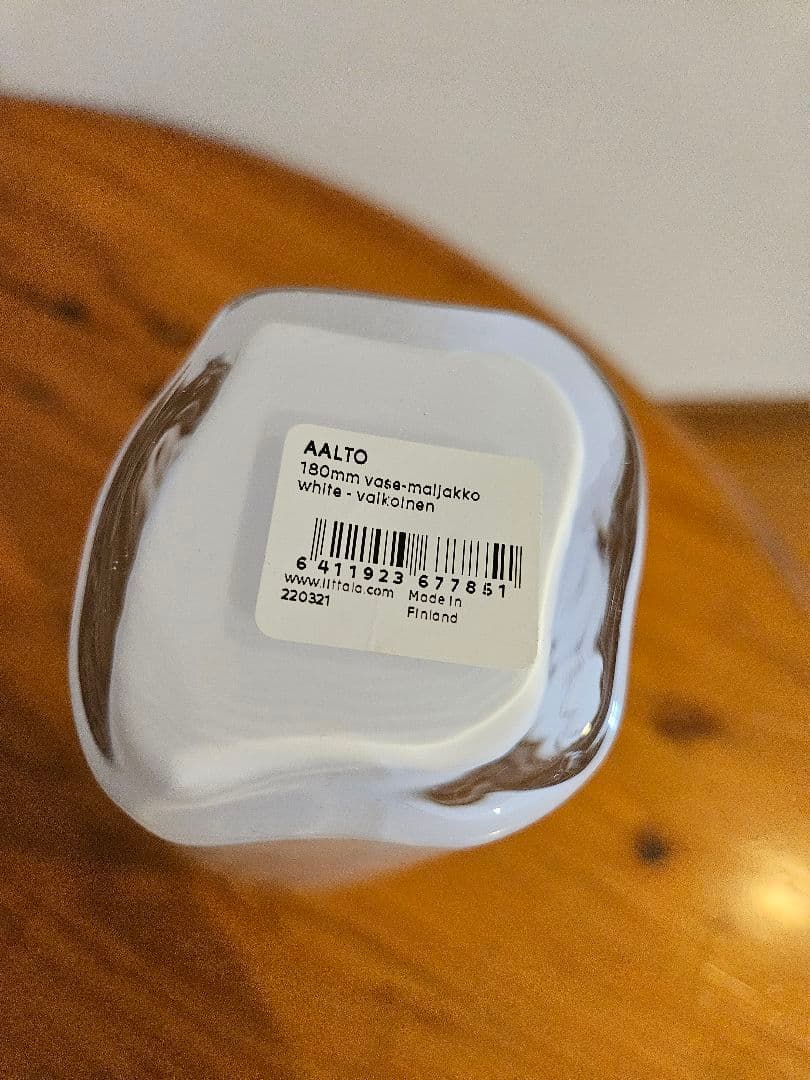 AALTO
180mm vase-maljakko
white - valkoinen
6 411923 677851
www.iittala.com Made in
220321 Finland